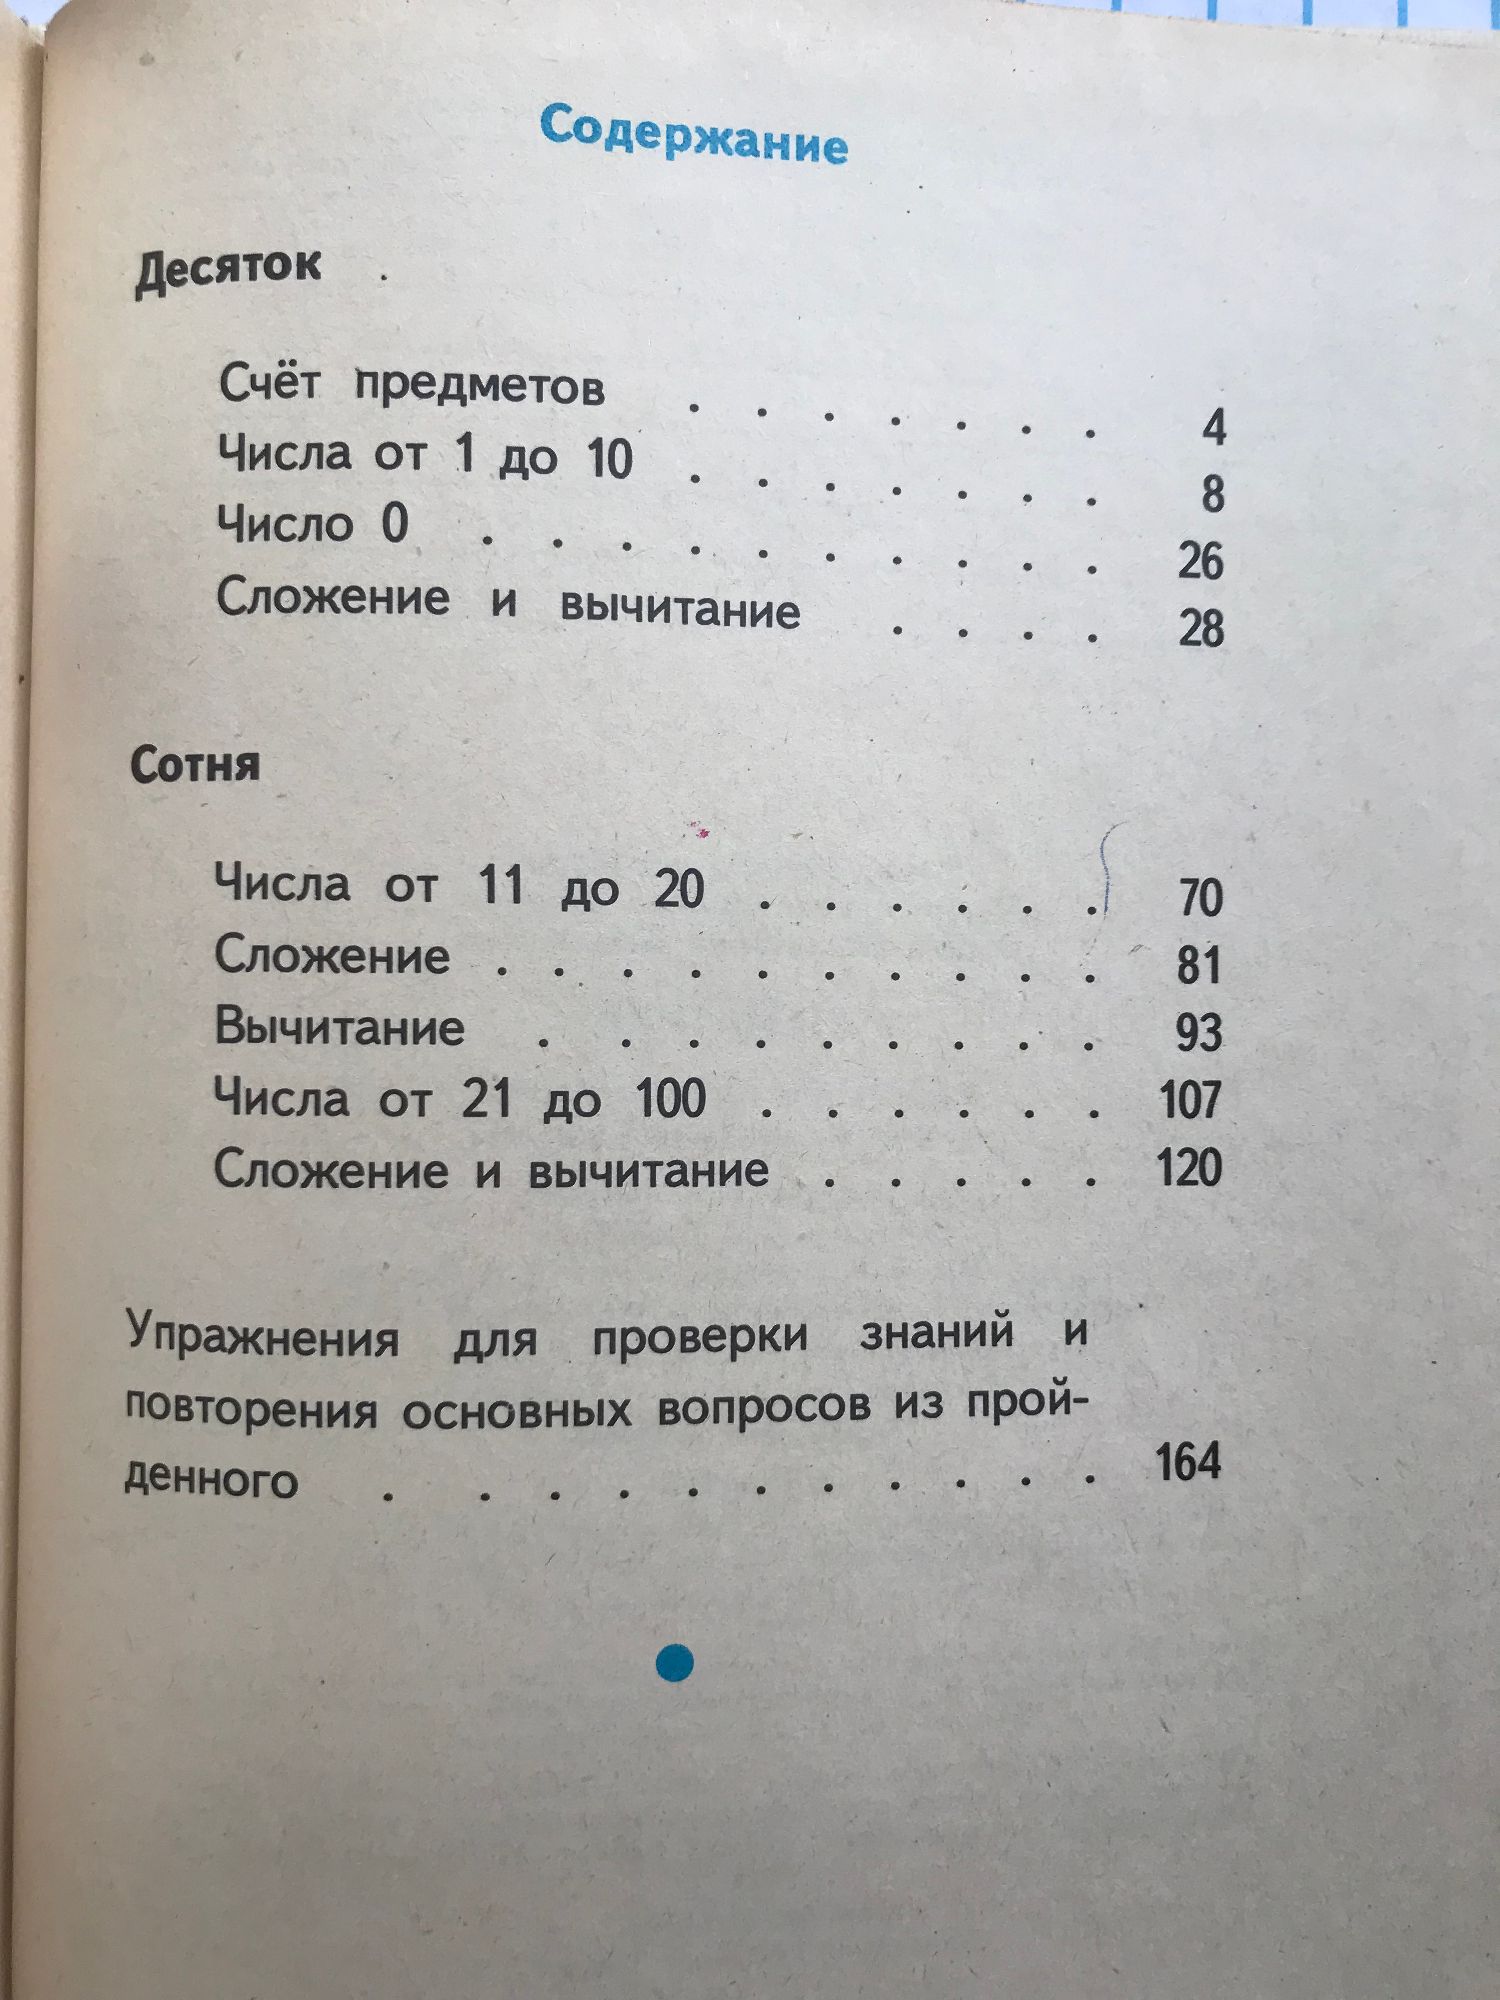 Содержание
Десяток
Счёт предметов . . . . . . . 4
Числа от 1 до 10 . . . . . . . 8
Число 0 . . . . . . . . . . 26
Сложение и вычитание . . . . 28
Сотня
Числа от 11 до 20 . . . . . . 70
Сложение . . . . . . . . . . 81
Вычитание . . . . . . . . . 93
Числа от 21 до 100 . . . . . . 107
Сложение и вычитание . . . . . 120
Упражнения для проверки знаний и
повторения основных вопросов из прой-
денного . . . . . . . . . . . 164